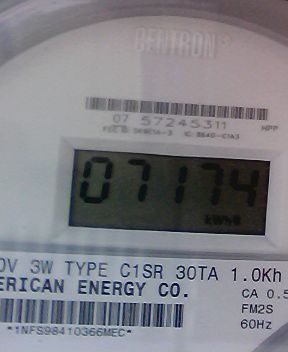 CENTRON
07 57245311
HPP
07174
kWh
0V 3W TYPE C1SR 30TA 1.0Kh
ERICAN ENERGY CO.
CA 0.5
FM2S
60Hz
*1NFS98410366MEC*